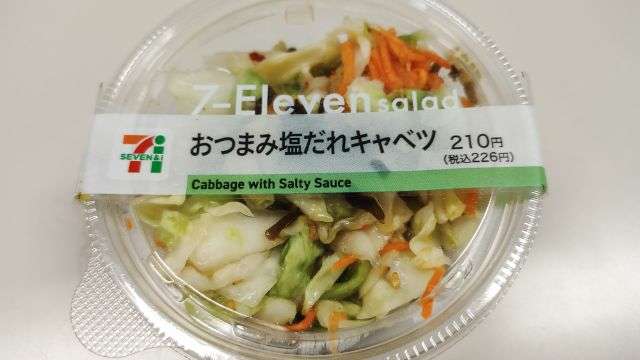 7-Eleven salad
SEVEN&i
おつまみ塩だれキャベツ 210円
(税込226円)
Cabbage with Salty Sauce